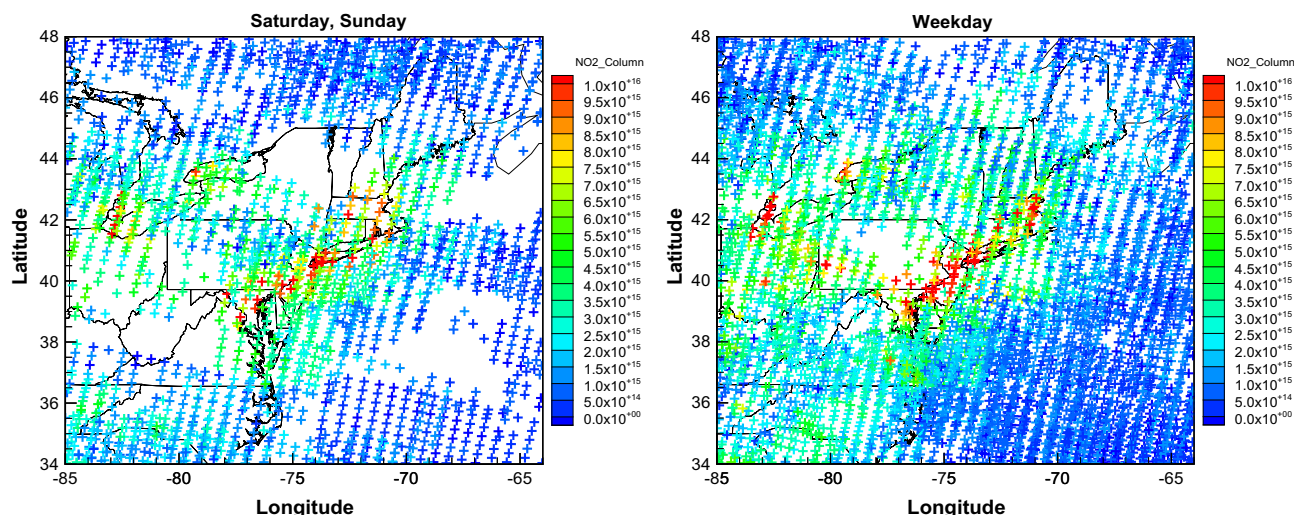 Saturday, Sunday
48
46
44
42
40
38
36
34
Latitude
-85
-80
-75
-70
-65
Longitude
NO2_Column
1.0x10+16
9.5x10+15
9.0x10+15
8.5x10+15
8.0x10+15
7.5x10+15
7.0x10+15
6.5x10+15
6.0x10+15
5.5x10+15
5.0x10+15
4.5x10+15
4.0x10+15
3.5x10+15
3.0x10+15
2.5x10+15
2.0x10+15
1.5x10+15
1.0x10+15
5.0x10+14
0.0x10+00
Weekday
48
46
44
42
40
38
36
34
Latitude
-85
-80
-75
-70
-65
Longitude
NO2_Column
1.0x10+16
9.5x10+15
9.0x10+15
8.5x10+15
8.0x10+15
7.5x10+15
7.0x10+15
6.5x10+15
6.0x10+15
5.5x10+15
5.0x10+15
4.5x10+15
4.0x10+15
3.5x10+15
3.0x10+15
2.5x10+15
2.0x10+15
1.5x10+15
1.0x10+15
5.0x10+14
0.0x10+00